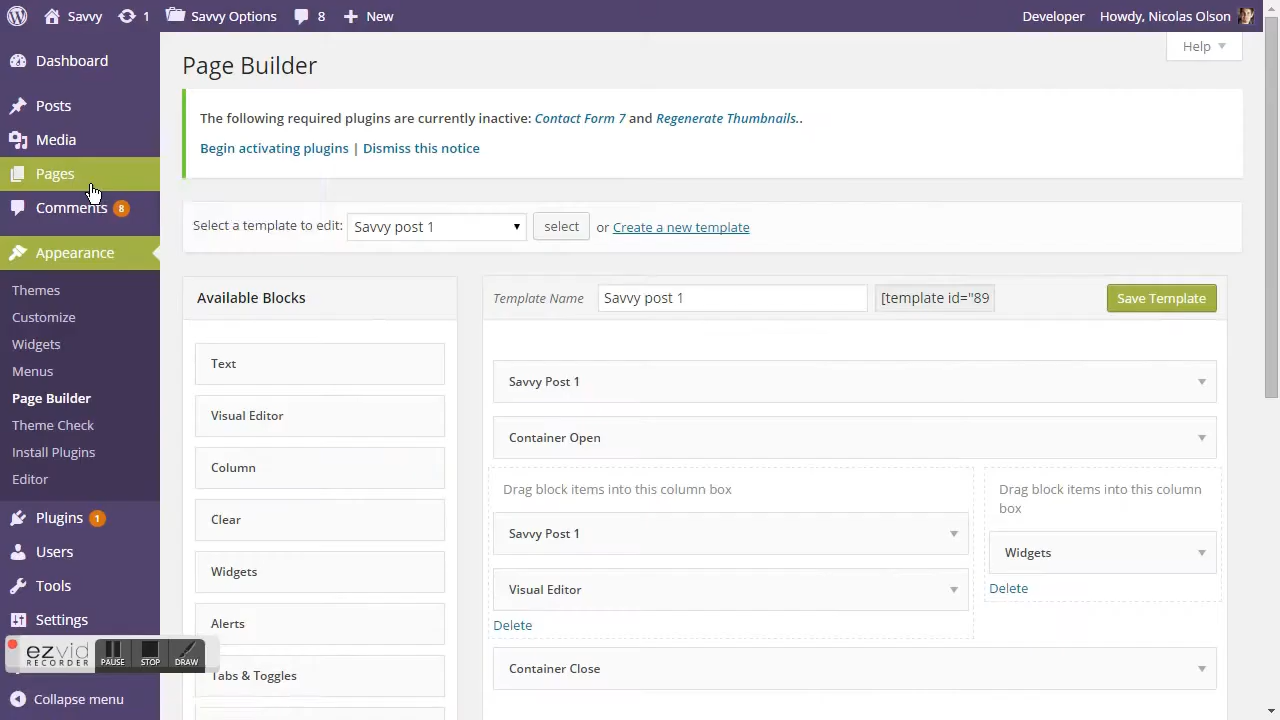 Savvy 1 Savvy Options 8 New Developer Howdy, Nicolas Olson
Help
Dashboard
Posts
Media
Pages
Comments 8
Appearance
Themes
Customize
Widgets
Menus
Page Builder
Theme Check
Install Plugins
Editor
Plugins 1
Users
Tools
Settings
ezvid
RECORDER
PAUSE STOP DRAW
Collapse menu
Page Builder
The following required plugins are currently inactive: Contact Form 7 and Regenerate Thumbnails..
Begin activating plugins | Dismiss this notice
Select a template to edit: Savvy post 1 select or Create a new template
Available Blocks
Text
Visual Editor
Column
Clear
Widgets
Alerts
Tabs & Toggles
Template Name Savvy post 1 [template id="89 Save Template
Savvy Post 1
Container Open
Drag block items into this column box
Savvy Post 1
Visual Editor
Delete
Drag block items into this column
box
Widgets
Delete
Container Close